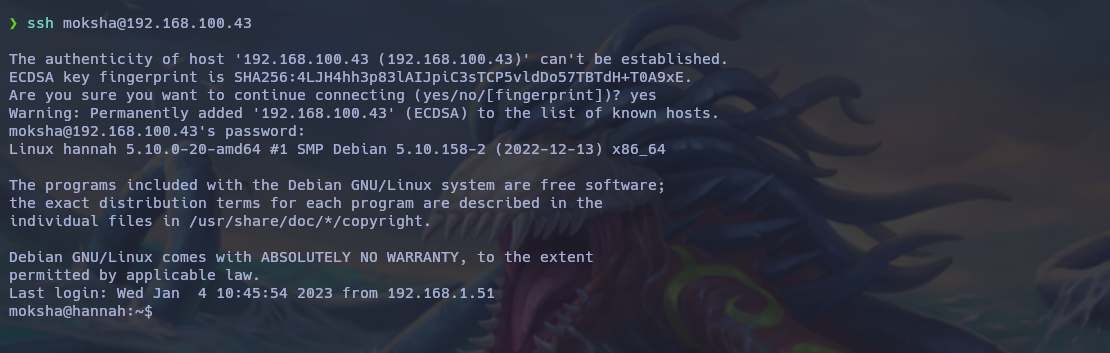 ❯ ssh moksha@192.168.100.43
The authenticity of host '192.168.100.43 (192.168.100.43)' can't be established.
ECDSA key fingerprint is SHA256:4LJH4hh3p83lAIJpiC3sTCP5vldDo57TBTdH+T0A9xE.
Are you sure you want to continue connecting (yes/no/[fingerprint])? yes
Warning: Permanently added '192.168.100.43' (ECDSA) to the list of known hosts.
moksha@192.168.100.43's password:
Linux hannah 5.10.0-20-amd64 #1 SMP Debian 5.10.158-2 (2022-12-13) x86_64
The programs included with the Debian GNU/Linux system are free software;
the exact distribution terms for each program are described in the
individual files in /usr/share/doc/*/copyright.
Debian GNU/Linux comes with ABSOLUTELY NO WARRANTY, to the extent
permitted by applicable law.
Last login: Wed Jan  4 10:45:54 2023 from 192.168.1.51
moksha@hannah:~$